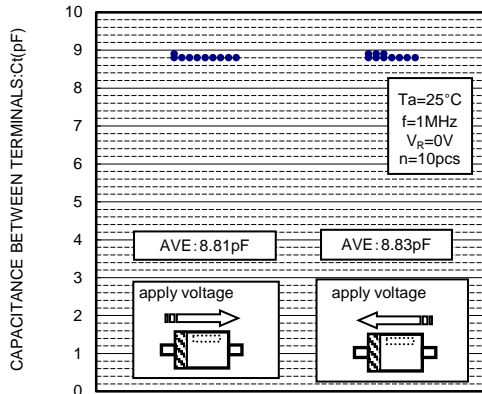 CAPACITANCE BETWEEN TERMINALS:Ct(pF)
10
9
8
7
6
5
4
3
2
1
0
Ta=25°C
f=1MHz
VR=0V
n=10pcs
AVE:8.81pF
AVE:8.83pF
apply voltage
apply voltage